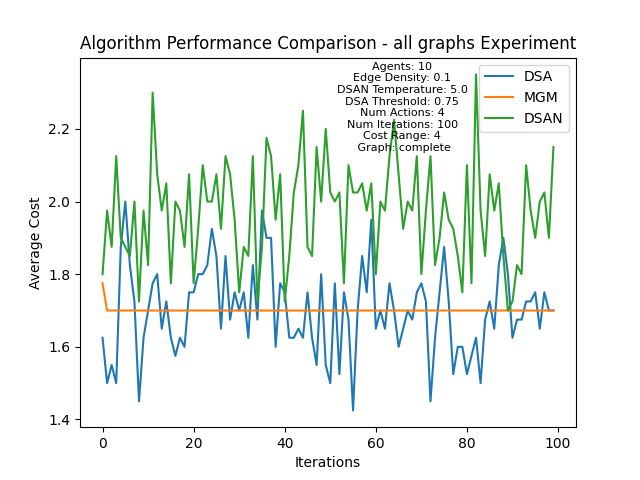 Algorithm Performance Comparison - all graphs Experiment
Agents: 10
Edge Density: 0.1
DSAN Temperature: 5.0
DSA Threshold: 0.75
Num Actions: 4
Num Iterations: 100
Cost Range: 4
Graph: complete
DSA
MGM
DSAN
Average Cost
2.2
2.0
1.8
1.6
1.4
0
20
40
60
80
100
Iterations